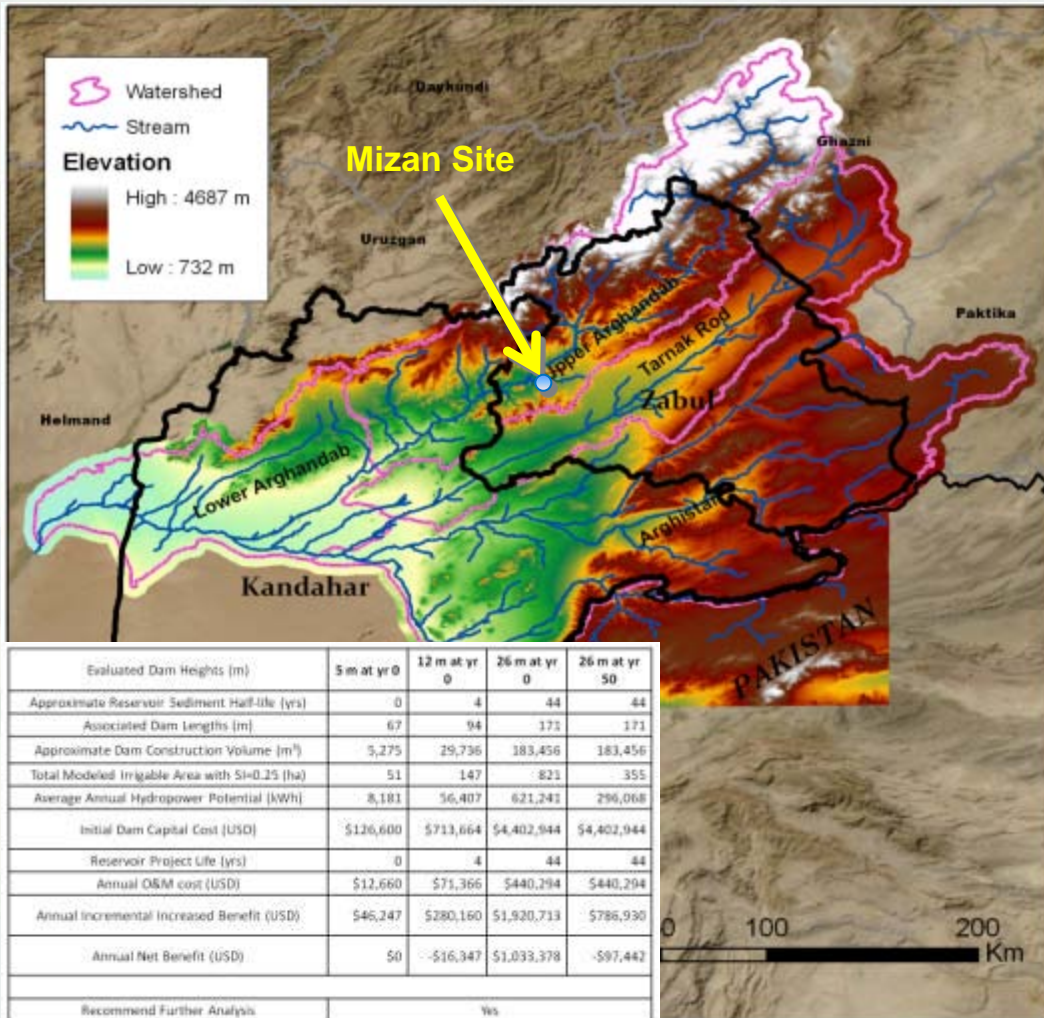 Watershed
Stream
Elevation
High : 4687 m
Low : 732 m
Daykundi
Mizan Site
Ghazni
Uruzgan
Paktika
Upper Arghandab
Tarnak Rod
Zabul
Helmand
Lower Arghandab
Arghistan
Kandahar
PAKISTAN
Evaluated Dam Heights (m) 5 m at yr 0 12 m at yr 0 26 m at yr 0 26 m at yr 50
Approximate Reservoir Sediment Half-life (yrs) 0 4 44 44
Associated Dam Lengths (m) 67 94 171 171
Approximate Dam Construction Volume (m³) 5,275 29,736 183,456 183,456
Total Modeled Irrigable Area with SI=0.25 (ha) 51 147 821 355
Average Annual Hydropower Potential (kWh) 8,181 56,407 621,241 296,068
Initial Dam Capital Cost (USD) $126,600 $713,664 $4,402,944 $4,402,944
Reservoir Project Life (yrs) 0 4 44 44
Annual O&M cost (USD) $12,660 $71,366 $440,294 $440,294
Annual Incremental Increased Benefit (USD) $46,247 $280,160 $1,920,713 $786,930
Annual Net Benefit (USD) $0 -$16,347 $1,033,378 -$97,442
Recommend Further Analysis Yes
0 100 200
Km